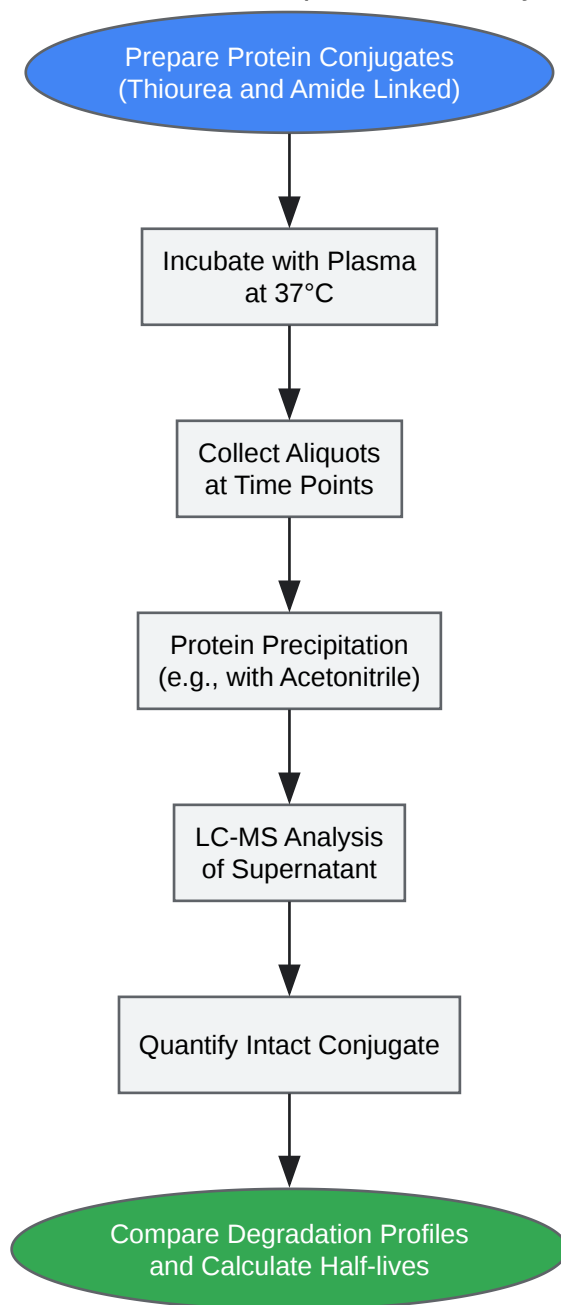 Prepare Protein Conjugates
(Thiourea and Amide Linked)
Incubate with Plasma
at 37°C
Collect Aliquots
at Time Points
Protein Precipitation
(e.g., with Acetonitrile)
LC-MS Analysis
of Supernatant
Quantify Intact Conjugate
Compare Degradation Profiles
and Calculate Half-lives